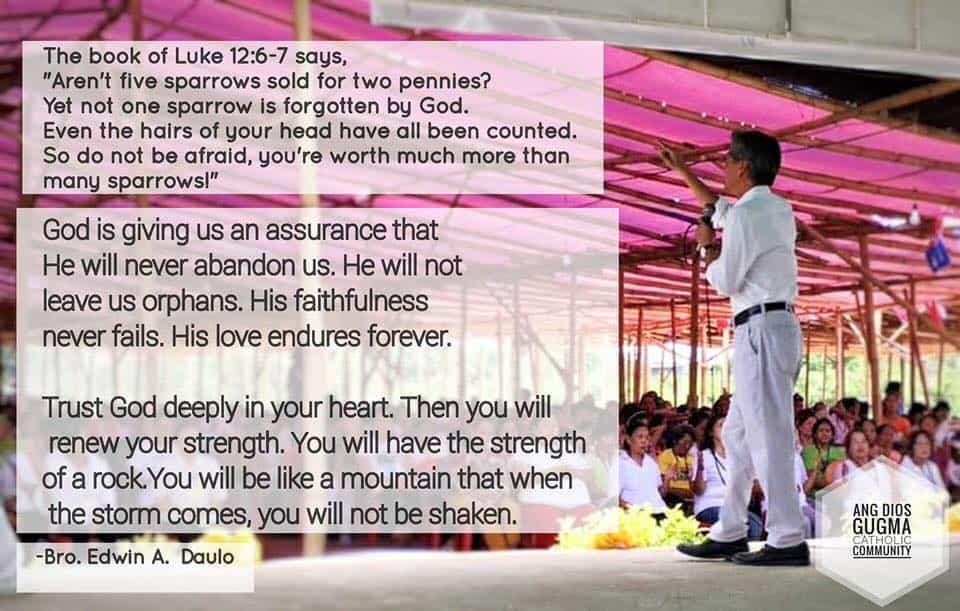 The book of Luke 12:6-7 says,
"Aren't five sparrows sold for two pennies?
Yet not one sparrow is forgotten by God.
Even the hairs of your head have all been counted.
So do not be afraid, you're worth much more than
many sparrows!"
God is giving us an assurance that
He will never abandon us. He will not
leave us orphans. His faithfulness
never fails. His love endures forever.
Trust God deeply in your heart. Then you will
renew your strength. You will have the strength
of a rock.You will be like a mountain that when
the storm comes, you will not be shaken.
-Bro. Edwin A. Daulo
ANG DIOS
GUGMA
CATHOLIC
COMMUNITY